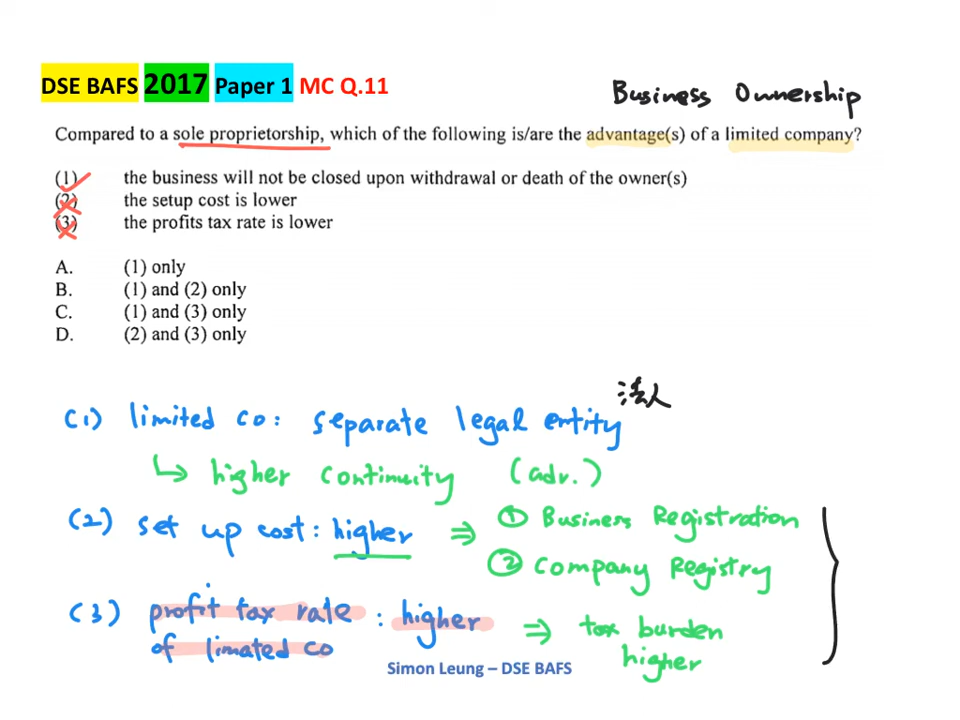 DSE BAFS 2017 Paper 1 MC Q.11
Business Ownership
Compared to a sole proprietorship, which of the following is/are the advantage(s) of a limited company?
(1) the business will not be closed upon withdrawal or death of the owner(s)
(2) the setup cost is lower
(3) the profits tax rate is lower
A. (1) only
B. (1) and (2) only
C. (1) and (3) only
D. (2) and (3) only
(1) limited co: separate legal entity 法人
↳ higher continuity (adv.)
(2) set up cost: higher ⇒ ① Business Registration
② Company Registry
(3) profit tax rate : higher ⇒ tax burden
of limated co higher
Simon Leung – DSE BAFS